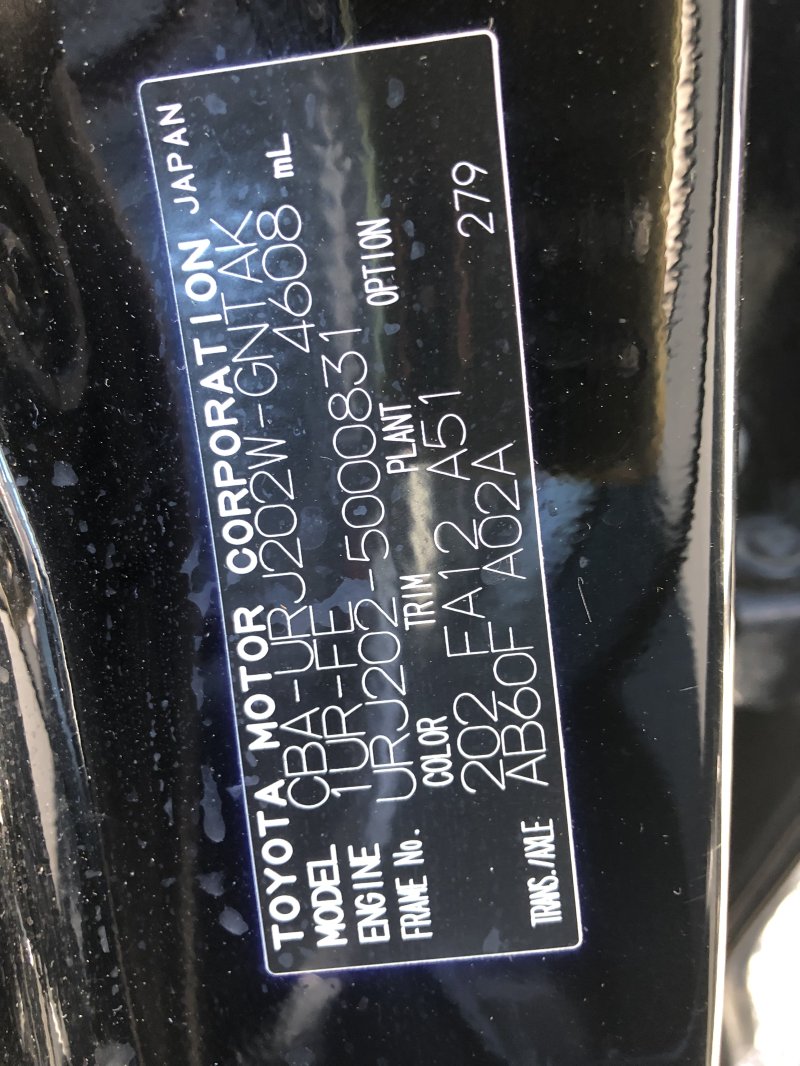 TOYOTA MOTOR CORPORATION JAPAN
MODEL CBA-URJ202W-GNTAK
ENGINE 1UR-FE 4608 mL
FRAME No. URJ202-5000831
COLOR TRIM PLANT OPTION
202 FA12 A51 279
TRANS./AXLE AB60F A02A